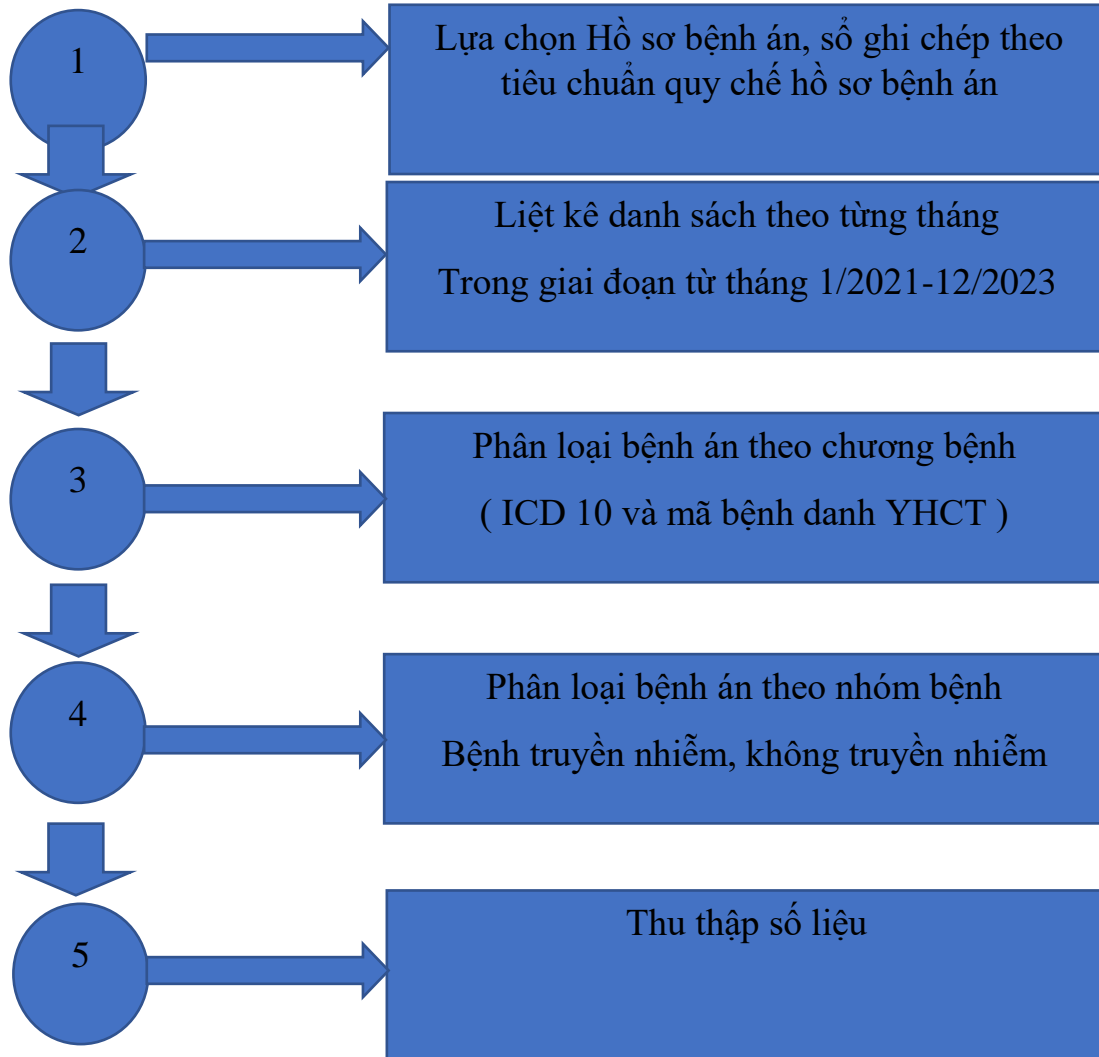 1
Lựa chọn Hồ sơ bệnh án, sổ ghi chép theo
tiêu chuẩn quy chế hồ sơ bệnh án
2
Liệt kê danh sách theo từng tháng
Trong giai đoạn từ tháng 1/2021-12/2023
3
Phân loại bệnh án theo chương bệnh
( ICD 10 và mã bệnh danh YHCT )
4
Phân loại bệnh án theo nhóm bệnh
Bệnh truyền nhiễm, không truyền nhiễm
5
Thu thập số liệu